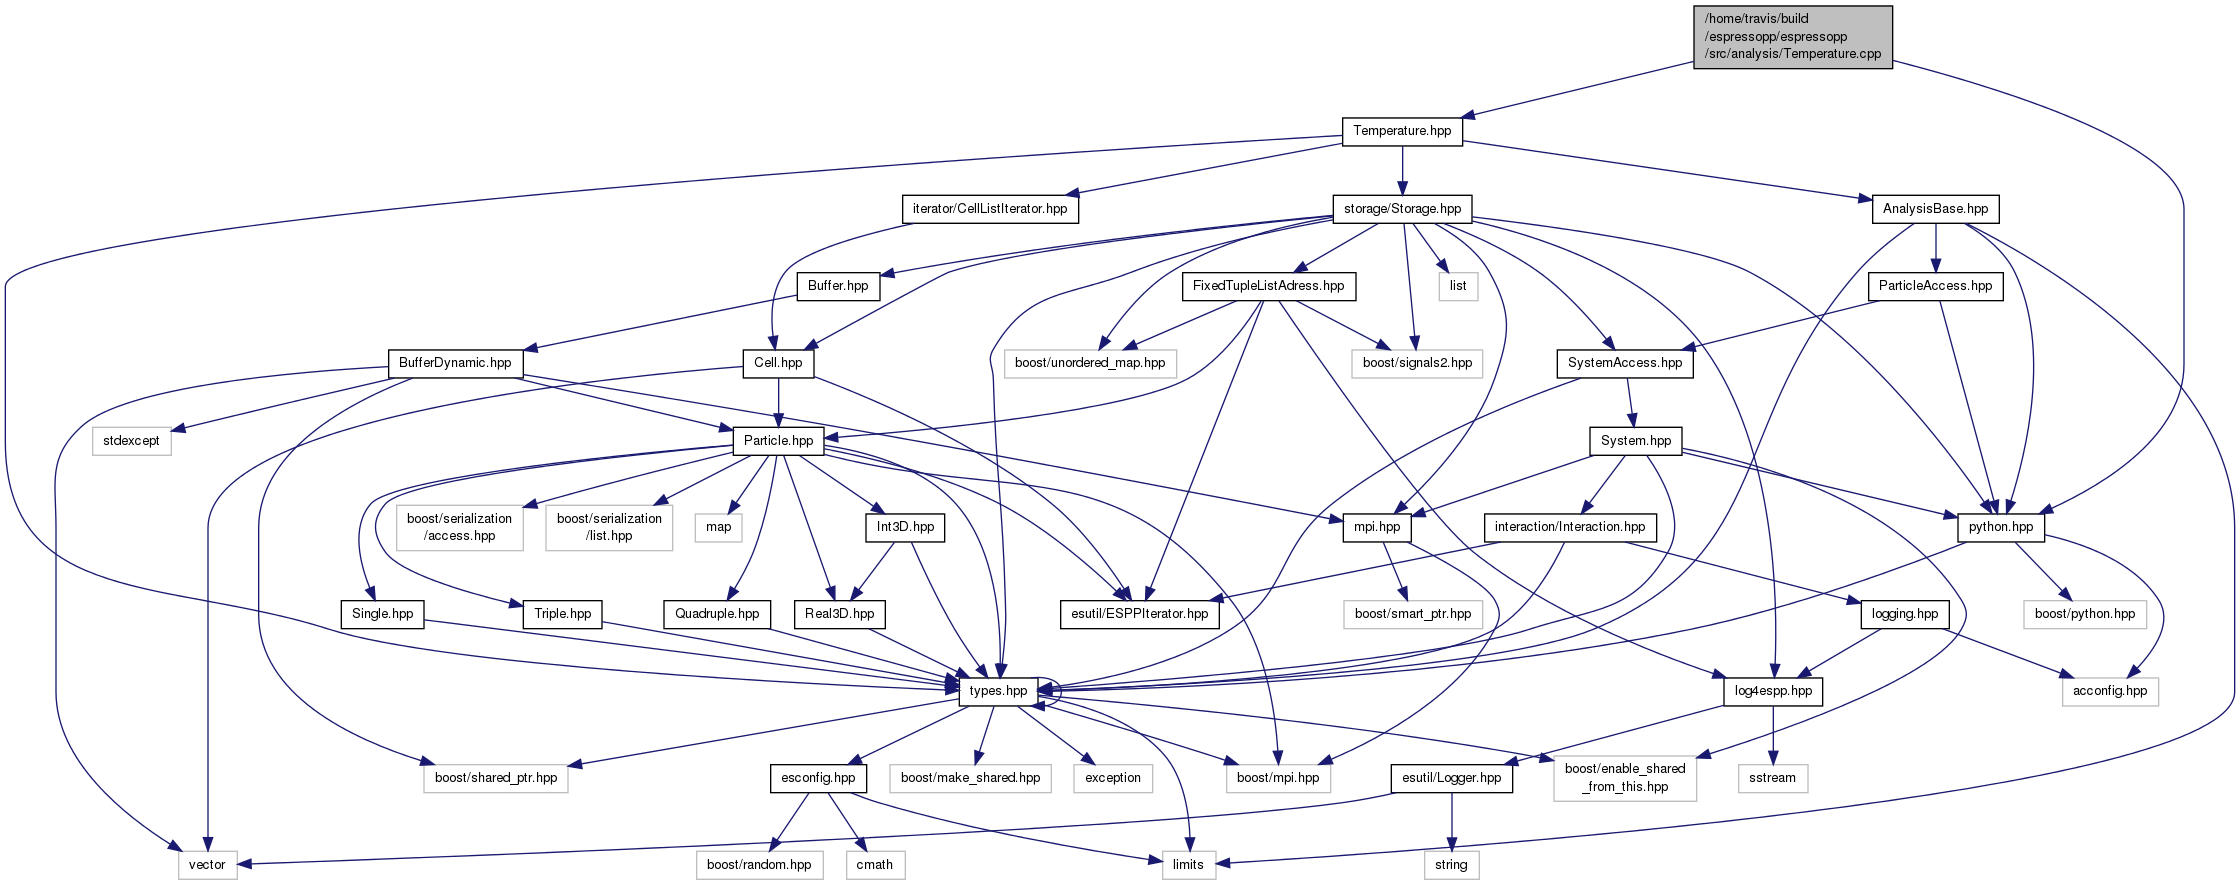 /home/travis/build
/espressopp/espressopp
/src/analysis/Temperature.cpp
Temperature.hpp
iterator/CellListIterator.hpp
storage/Storage.hpp
AnalysisBase.hpp
Buffer.hpp
FixedTupleListAdress.hpp
list
ParticleAccess.hpp
BufferDynamic.hpp
Cell.hpp
boost/unordered_map.hpp
boost/signals2.hpp
SystemAccess.hpp
stdexcept
Particle.hpp
System.hpp
boost/serialization
/access.hpp
boost/serialization
/list.hpp
map
Int3D.hpp
mpi.hpp
interaction/Interaction.hpp
python.hpp
Single.hpp
Triple.hpp
Quadruple.hpp
Real3D.hpp
esutil/ESPPIterator.hpp
boost/smart_ptr.hpp
logging.hpp
boost/python.hpp
types.hpp
log4espp.hpp
acconfig.hpp
boost/shared_ptr.hpp
esconfig.hpp
boost/make_shared.hpp
exception
boost/mpi.hpp
esutil/Logger.hpp
boost/enable_shared
_from_this.hpp
sstream
vector
boost/random.hpp
cmath
limits
string